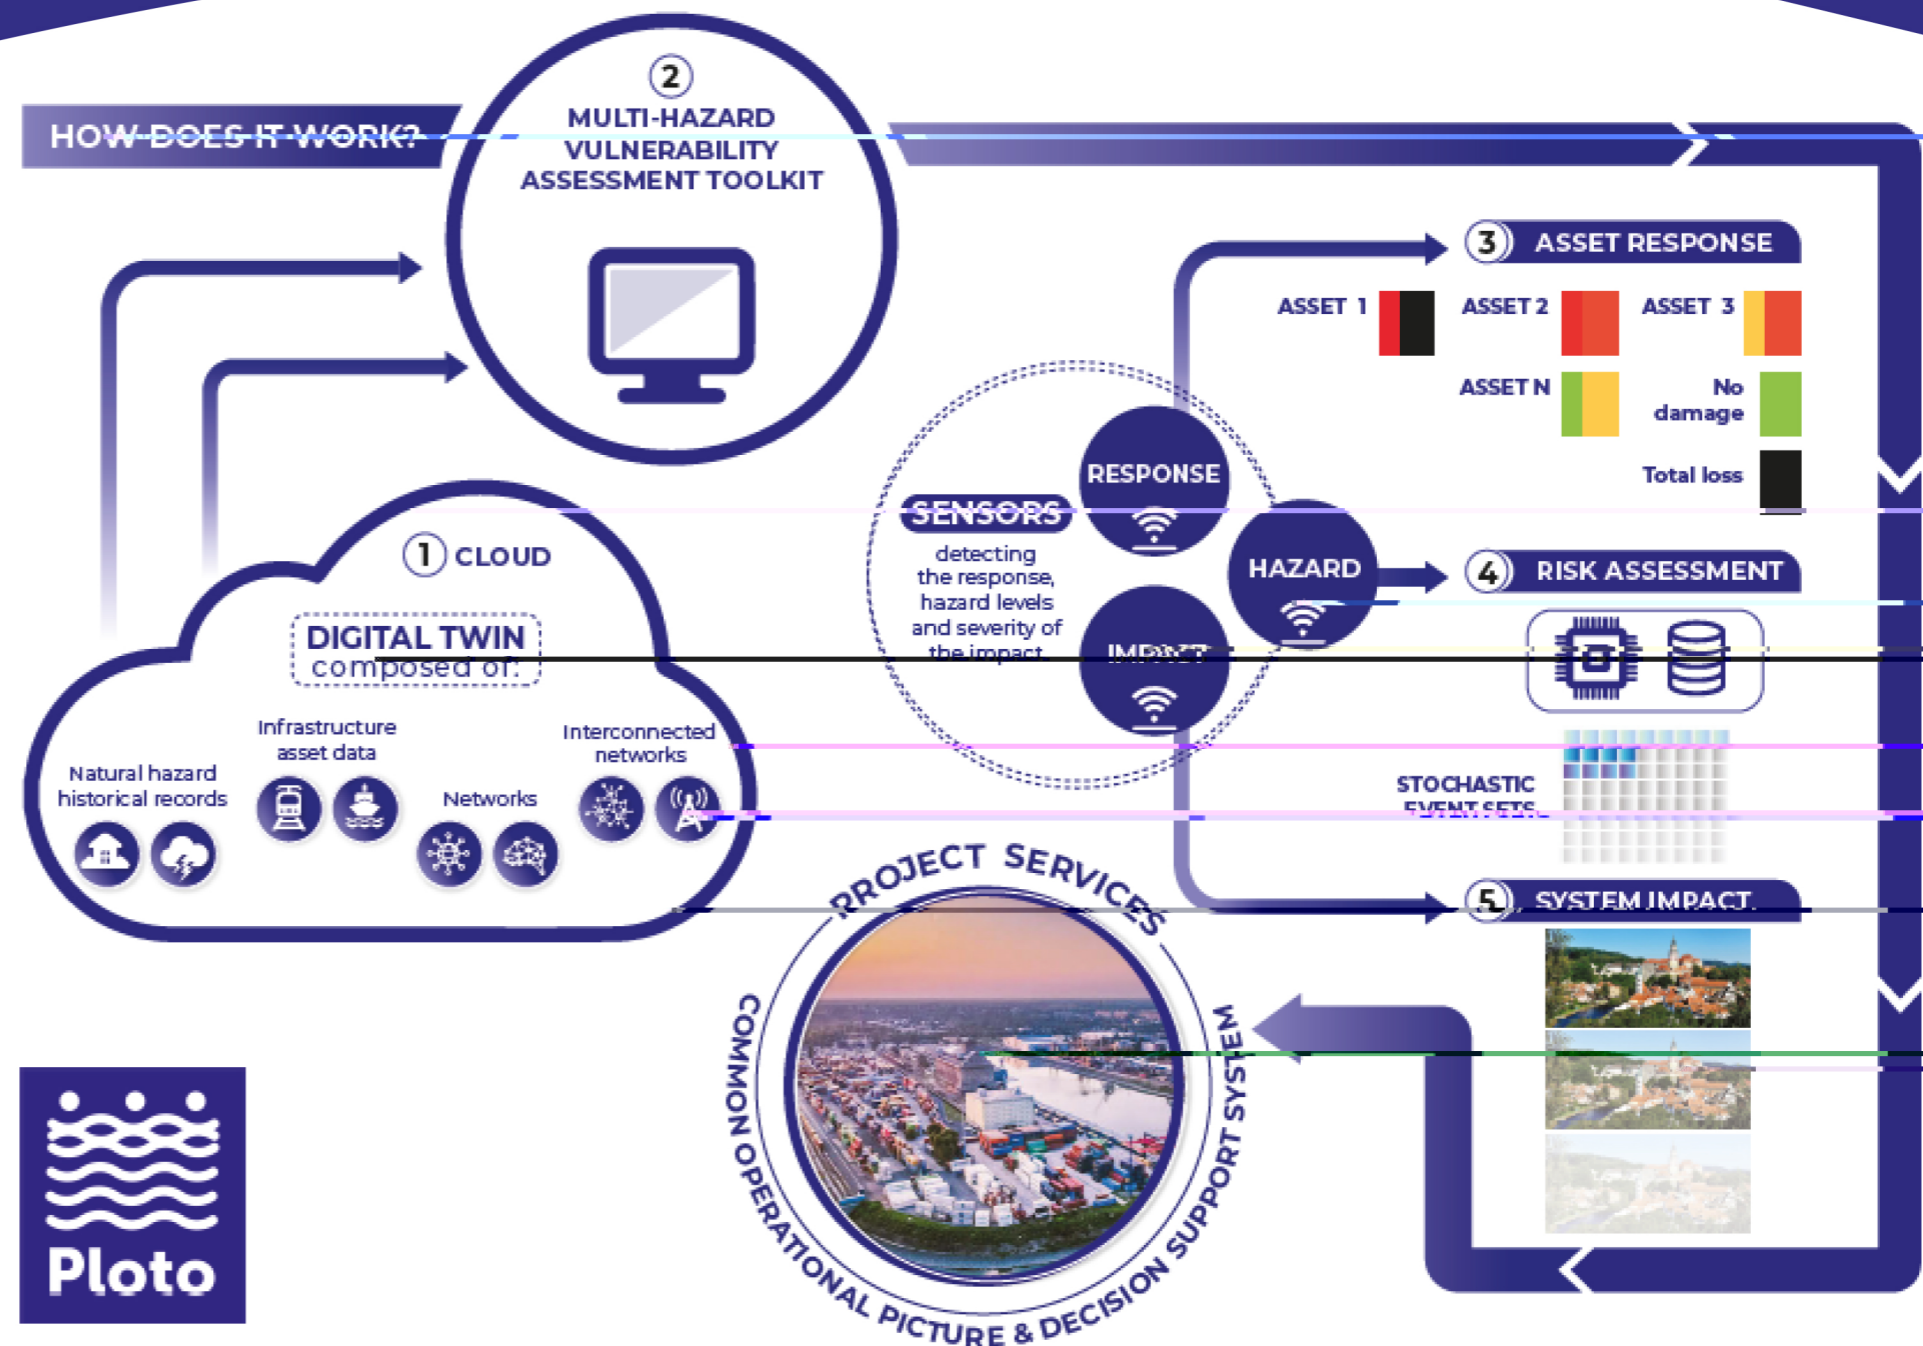 HOW DOES IT WORK?
2
MULTI-HAZARD
VULNERABILITY
ASSESSMENT TOOLKIT
1 CLOUD
DIGITAL TWIN
composed of:
Natural hazard
historical records
Infrastructure
asset data
Networks
Interconnected
networks
SENSORS
detecting
the response,
hazard levels
and severity of
the impact.
RESPONSE
HAZARD
IMPACT
3 ASSET RESPONSE
ASSET 1
ASSET 2
ASSET 3
ASSET N
No
damage
Total loss
4 RISK ASSESSMENT
STOCHASTIC
EVENT SETS
5 SYSTEM IMPACT
PROJECT SERVICES
COMMON OPERATIONAL PICTURE & DECISION SUPPORT SYSTEM
Ploto